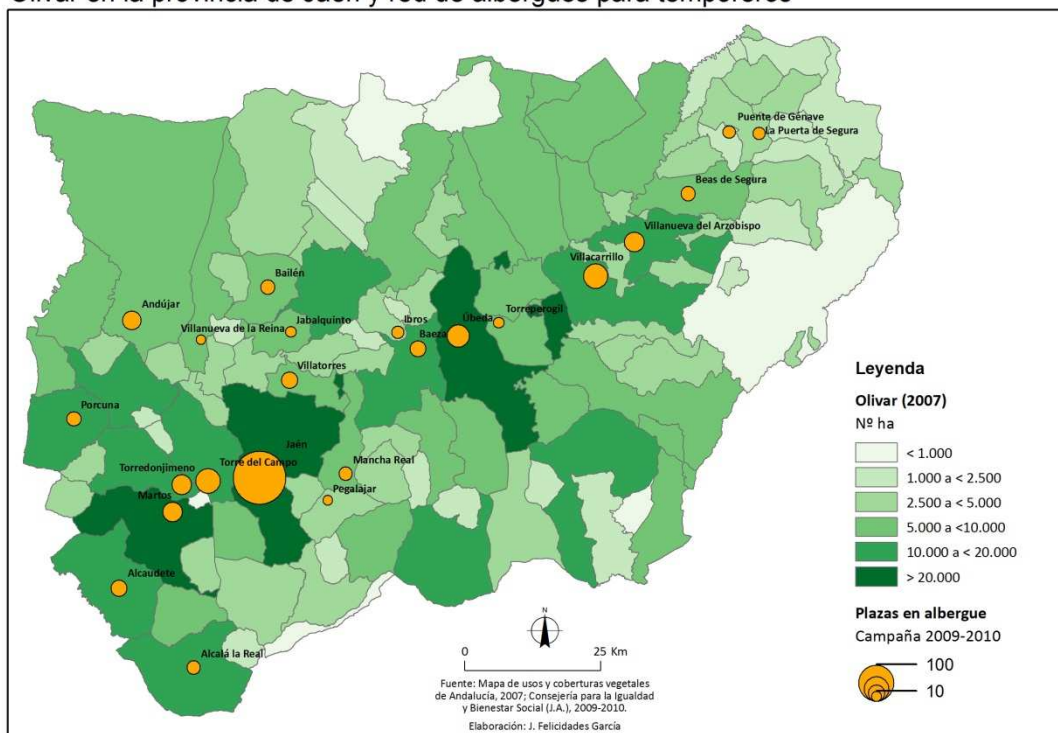 Olivar en la provincia de Jaén y red de albergues para temporeros
Puente de Génave
La Puerta de Segura
Beas de Segura
Villanueva del Arzobispo
Villacarrillo
Bailén
Andújar
Villanueva de la Reina
Jabalquinto
Ibros
Baeza
Úbeda
Torreperogil
Villatorres
Porcuna
Jaén
Torredonjimeno
Torre del Campo
Mancha Real
Martos
Pegalajar
Alcaudete
Alcalá la Real
Leyenda
Olivar (2007)
Nº ha
< 1.000
1.000 a < 2.500
2.500 a < 5.000
5.000 a <10.000
10.000 a < 20.000
> 20.000
Plazas en albergue
Campaña 2009-2010
100
10
N
0 25 Km
Fuente: Mapa de usos y coberturas vegetales
de Andalucía, 2007; Consejería para la Igualdad
y Bienestar Social (J.A.), 2009-2010.
Elaboración: J. Felicidades García